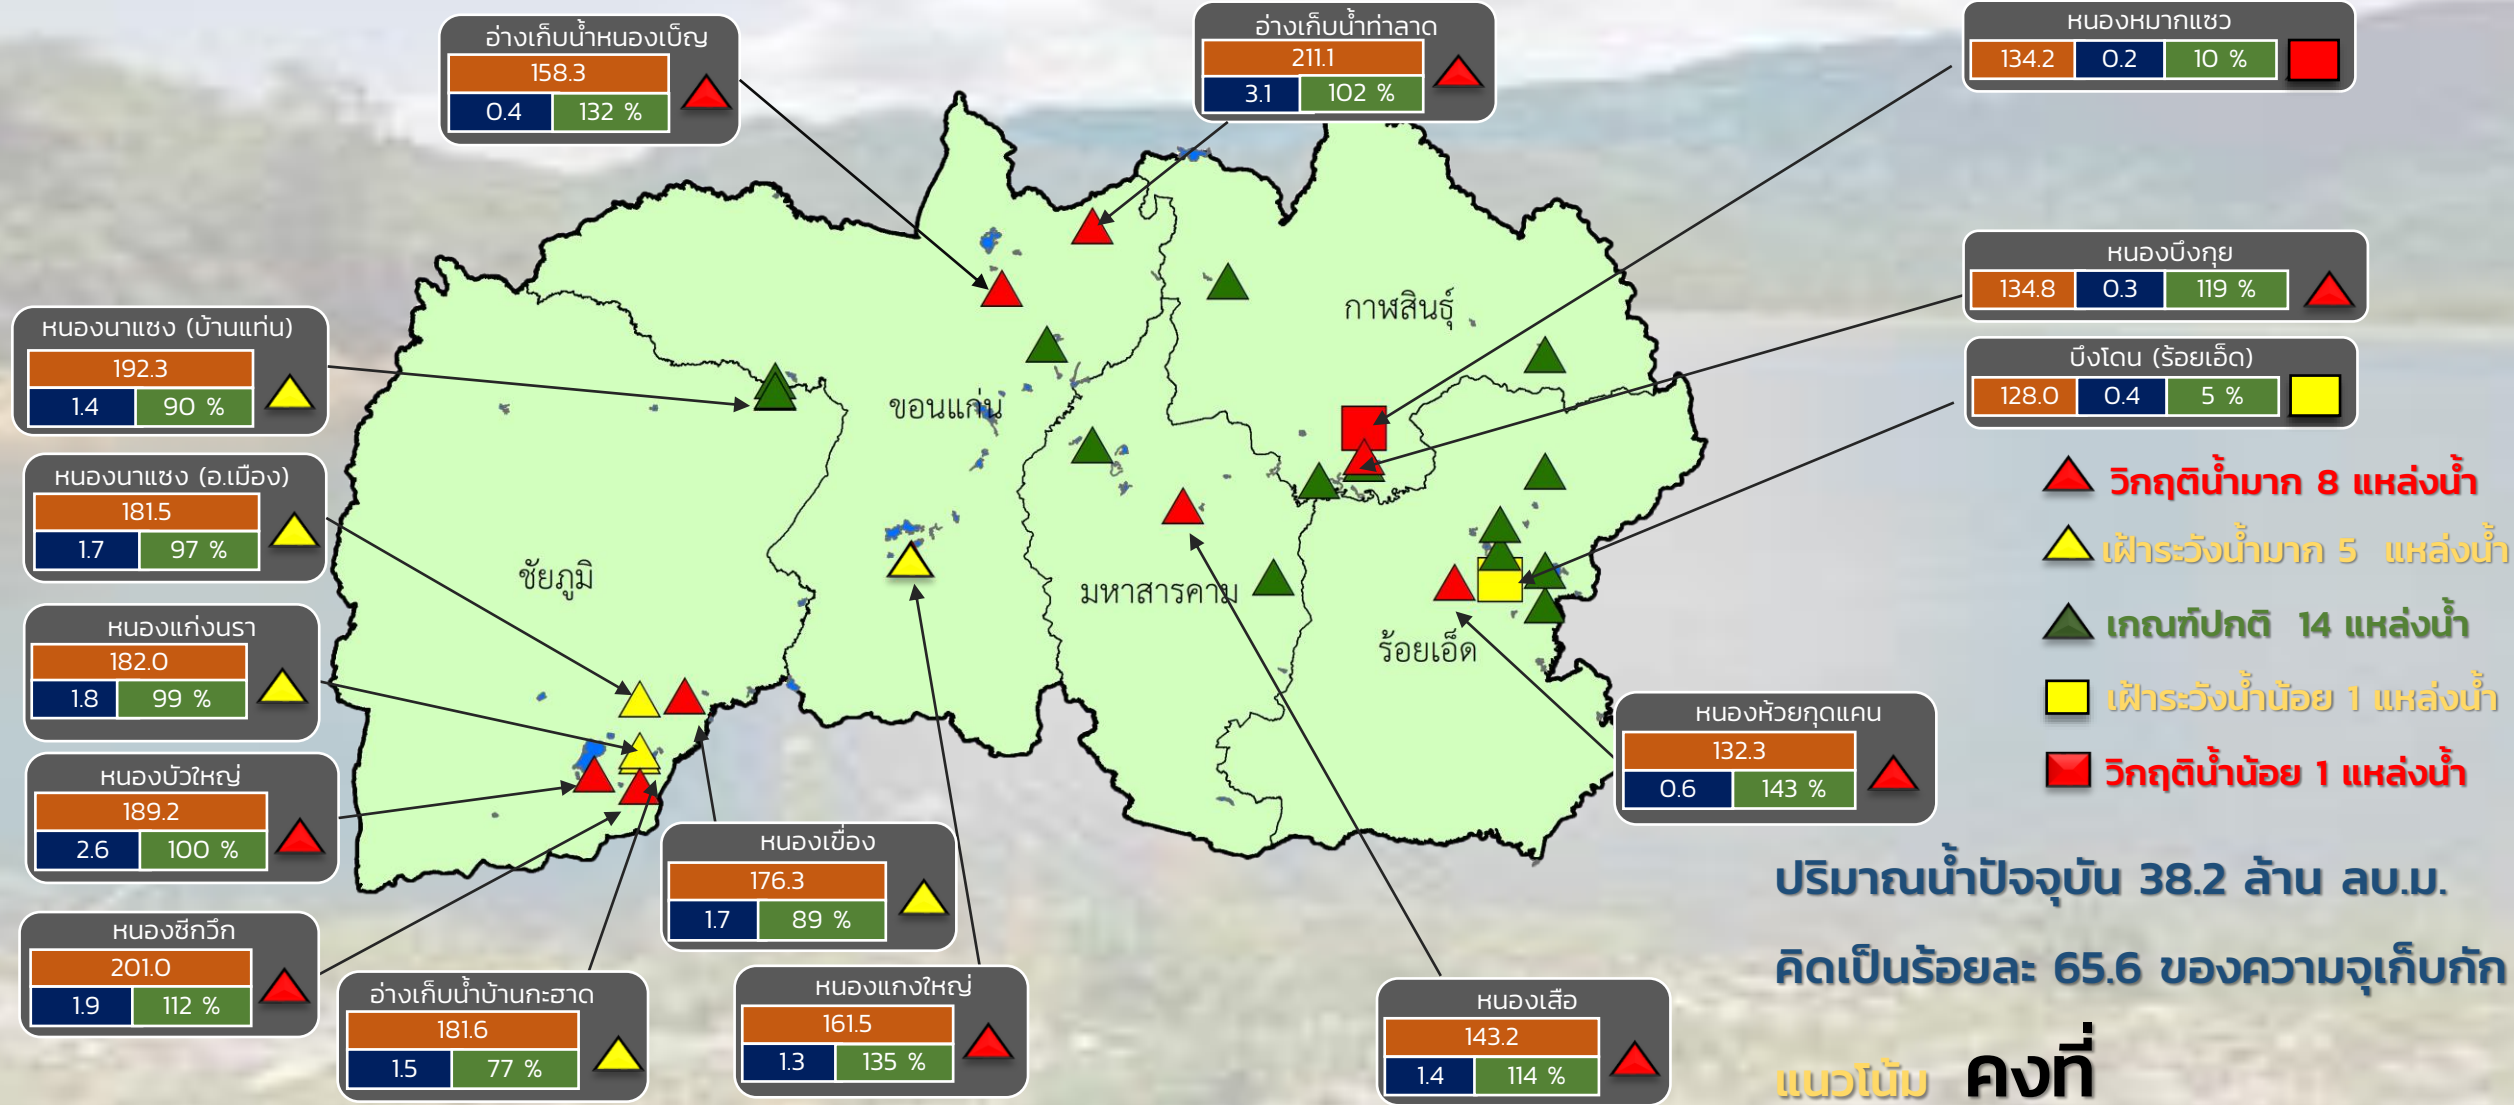 อ่างเก็บน้ำหนองเบ็ญ
158.3
0.4 132 %
อ่างเก็บน้ำท่าลาด
211.1
3.1 102 %
หนองหมากแซว
134.2 0.2 10 %
หนองบึงกุย
134.8 0.3 119 %
บึงโดน (ร้อยเอ็ด)
128.0 0.4 5 %
หนองนาแซง (บ้านแท่น)
192.3
1.4 90 %
หนองนาแซง (อ.เมือง)
181.5
1.7 97 %
หนองแก่งนรา
182.0
1.8 99 %
หนองบัวใหญ่
189.2
2.6 100 %
หนองซีกวึก
201.0
1.9 112 %
อ่างเก็บน้ำบ้านกะฮาด
181.6
1.5 77 %
หนองเขื่อง
176.3
1.7 89 %
หนองแกงใหญ่
161.5
1.3 135 %
หนองเสือ
143.2
1.4 114 %
หนองห้วยกุดแคน
132.3
0.6 143 %
กาฬสินธุ์
ขอนแก่น
ชัยภูมิ
มหาสารคาม
ร้อยเอ็ด
วิกฤติน้ำมาก 8 แหล่งน้ำ
เฝ้าระวังน้ำมาก 5 แหล่งน้ำ
เกณฑ์ปกติ 14 แหล่งน้ำ
เฝ้าระวังน้ำน้อย 1 แหล่งน้ำ
วิกฤติน้ำน้อย 1 แหล่งน้ำ
ปริมาณน้ำปัจจุบัน 38.2 ล้าน ลบ.ม.
คิดเป็นร้อยละ 65.6 ของความจุเก็บกัก
แนวโน้ม คงที่